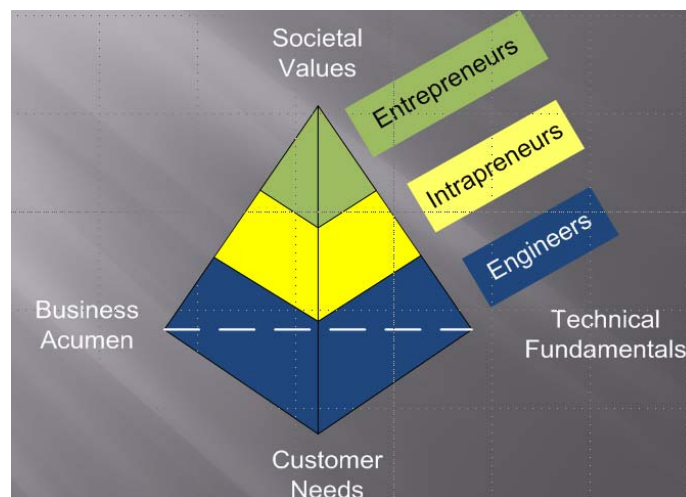 Societal
Values
Entrepreneurs
Intrapreneurs
Engineers
Business
Acumen
Technical
Fundamentals
Customer
Needs